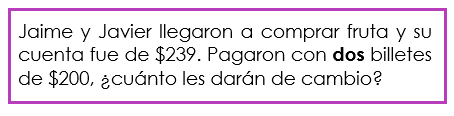 Jaime y Javier llegaron a comprar fruta y su
cuenta fue de $239. Pagaron con dos billetes
de $200, ¿cuánto les darán de cambio?